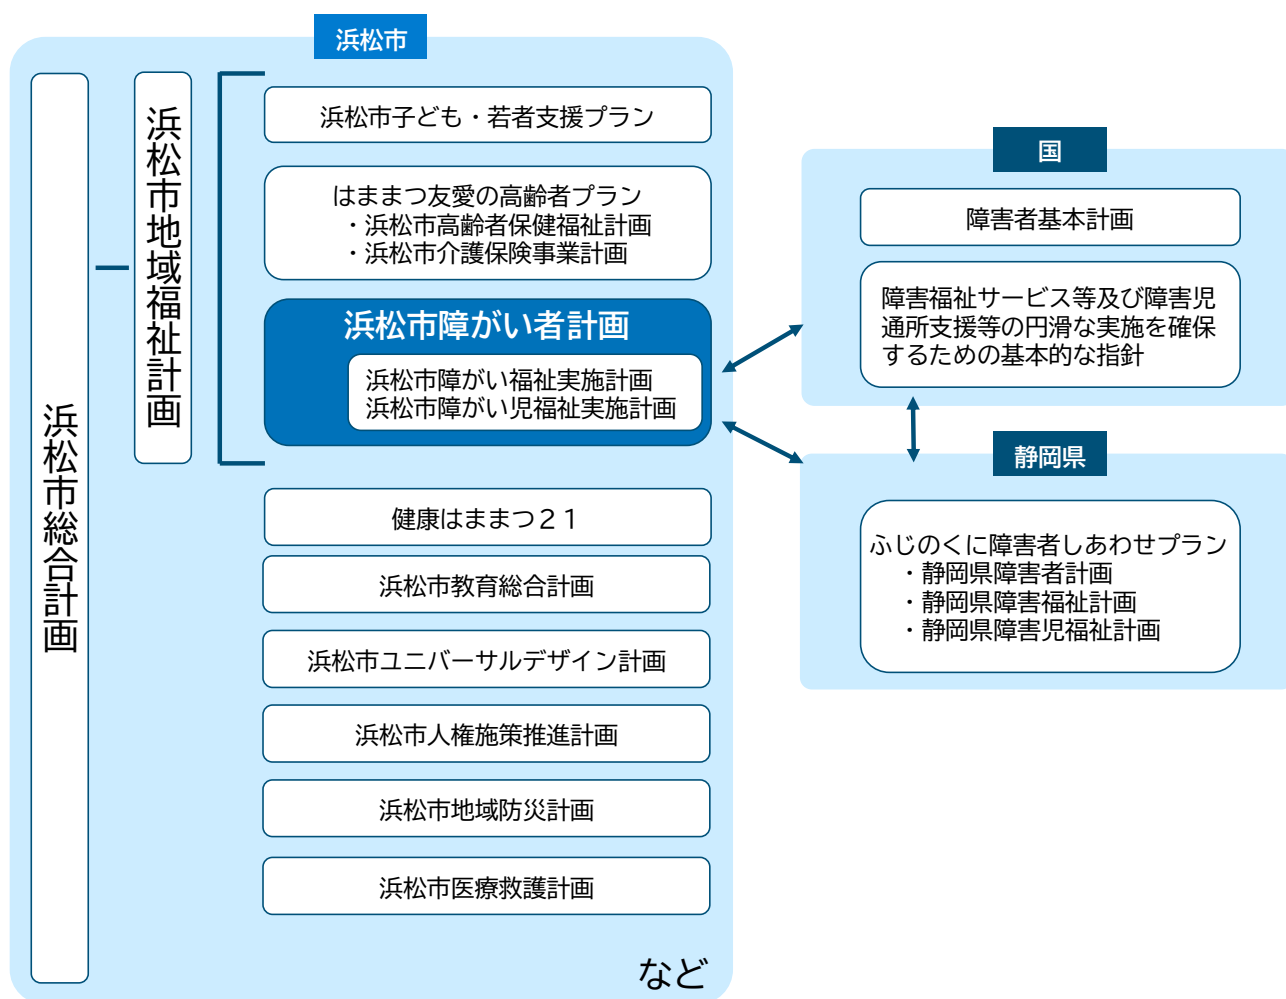 浜松市
浜松市総合計画
浜松市地域福祉計画
浜松市子ども・若者支援プラン
はままつ友愛の高齢者プラン
・浜松市高齢者保健福祉計画
・浜松市介護保険事業計画
浜松市障がい者計画
浜松市障がい福祉実施計画
浜松市障がい児福祉実施計画
健康はままつ２１
浜松市教育総合計画
浜松市ユニバーサルデザイン計画
浜松市人権施策推進計画
浜松市地域防災計画
浜松市医療救護計画
など
国
障害者基本計画
障害福祉サービス等及び障害児
通所支援等の円滑な実施を確保
するための基本的な指針
静岡県
ふじのくに障害者しあわせプラン
・静岡県障害者計画
・静岡県障害福祉計画
・静岡県障害児福祉計画